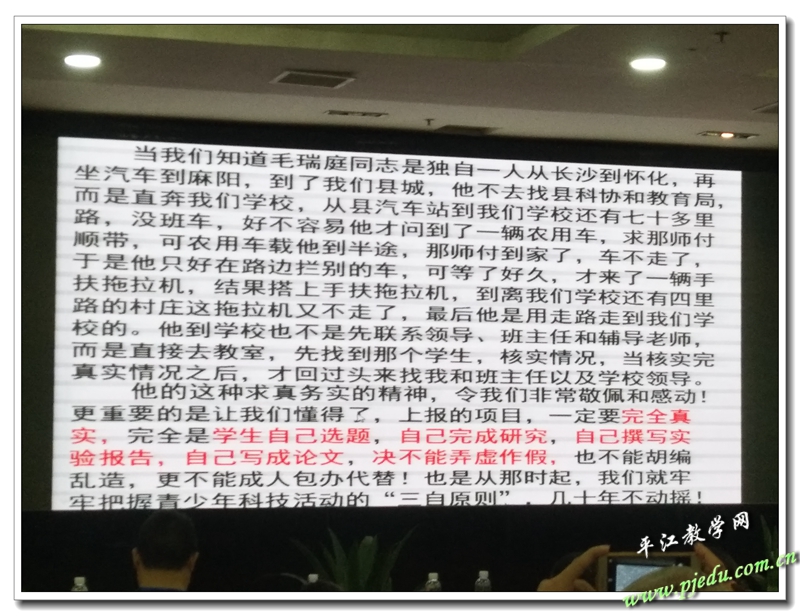 当我们知道毛瑞庭同志是独自一人从长沙到怀化，再
坐汽车到麻阳，到了我们县城，他不去找县科协和教育局，
而是直奔我们学校，从县汽车站到我们学校还有七十多里
路，没班车，好不容易他才问到了一辆农用车，求那师付
顺带，可农用车载他到半途，那师付到家了，车不走了，
于是他只好在路边拦别的车，可等了好久，才来了一辆手
扶拖拉机，结果搭上手扶拖拉机，到离我们学校还有四里
路的村庄这拖拉机又不走了，最后他是用走路走到我们学
校的。他到学校也不是先联系领导、班主任和辅导老师，
而是直接去教室，先找到那个学生，核实情况，当核实完
真实情况之后，才回过头来找我和班主任以及学校领导。
他的这种求真务实的精神，令我们非常敬佩和感动！
更重要的是让我们懂得了，上报的项目，一定要完全真
实，完全是学生自己选题，自己完成研究，自己撰写实
验报告，自己写成论文，决不能弄虚作假，也不能胡编
乱造，更不能成人包办代替！也是从那时起，我们就牢
牢把握青少年科技活动的“三自原则”，几十年不动摇！
平江教学网
www.pjedu.com.cn